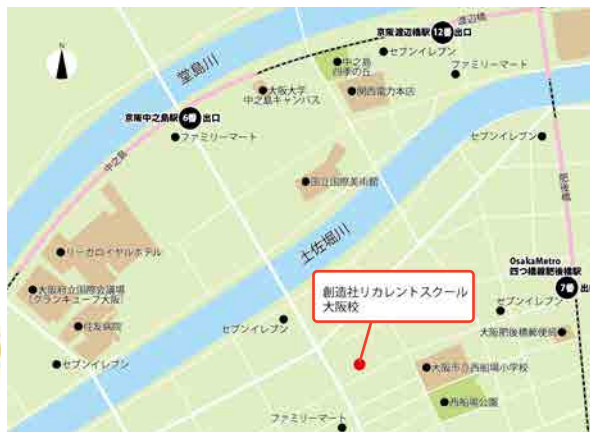 N
京阪渡辺橋駅 12番 出口
渡辺橋
セブンイレブン
堂島川
中之島
四季の丘
ファミリーマート
大阪大学
中之島キャンパス
関西電力本店
京阪中之島駅 6番 出口
ファミリーマート
セブンイレブン
中之島
国立国際美術館
肥後橋
土佐堀川
リーガロイヤルホテル
OsakaMetro
四つ橋線肥後橋駅
7番 出口
創造社リカレントスクール
大阪校
大阪府立国際会議場
(グランキューブ大阪)
セブンイレブン
住友病院
セブンイレブン
大阪肥後橋郵便局
セブンイレブン
大阪市立西船場小学校
西船場公園
ファミリーマート